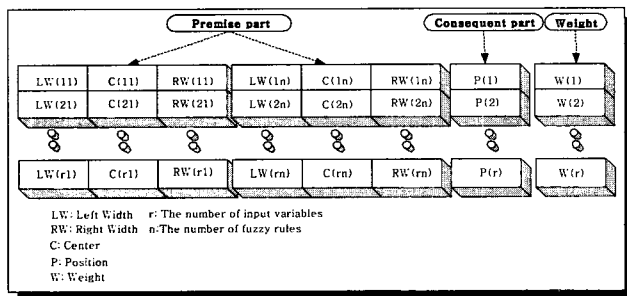 Premise part Consequent part Weight
LW(11) C(11) RW(11) LW(1n) C(1n) RW(1n) P(1) W(1)
LW(21) C(21) RW(21) LW(2n) C(2n) RW(2n) P(2) W(2)
LW(r1) C(r1) RW(r1) LW(rn) C(rn) RW(rn) P(r) W(r)
LW: Left Width r: The number of input variables
RW: Right Width n:The number of fuzzy rules
C: Center
P: Position
W: Weight